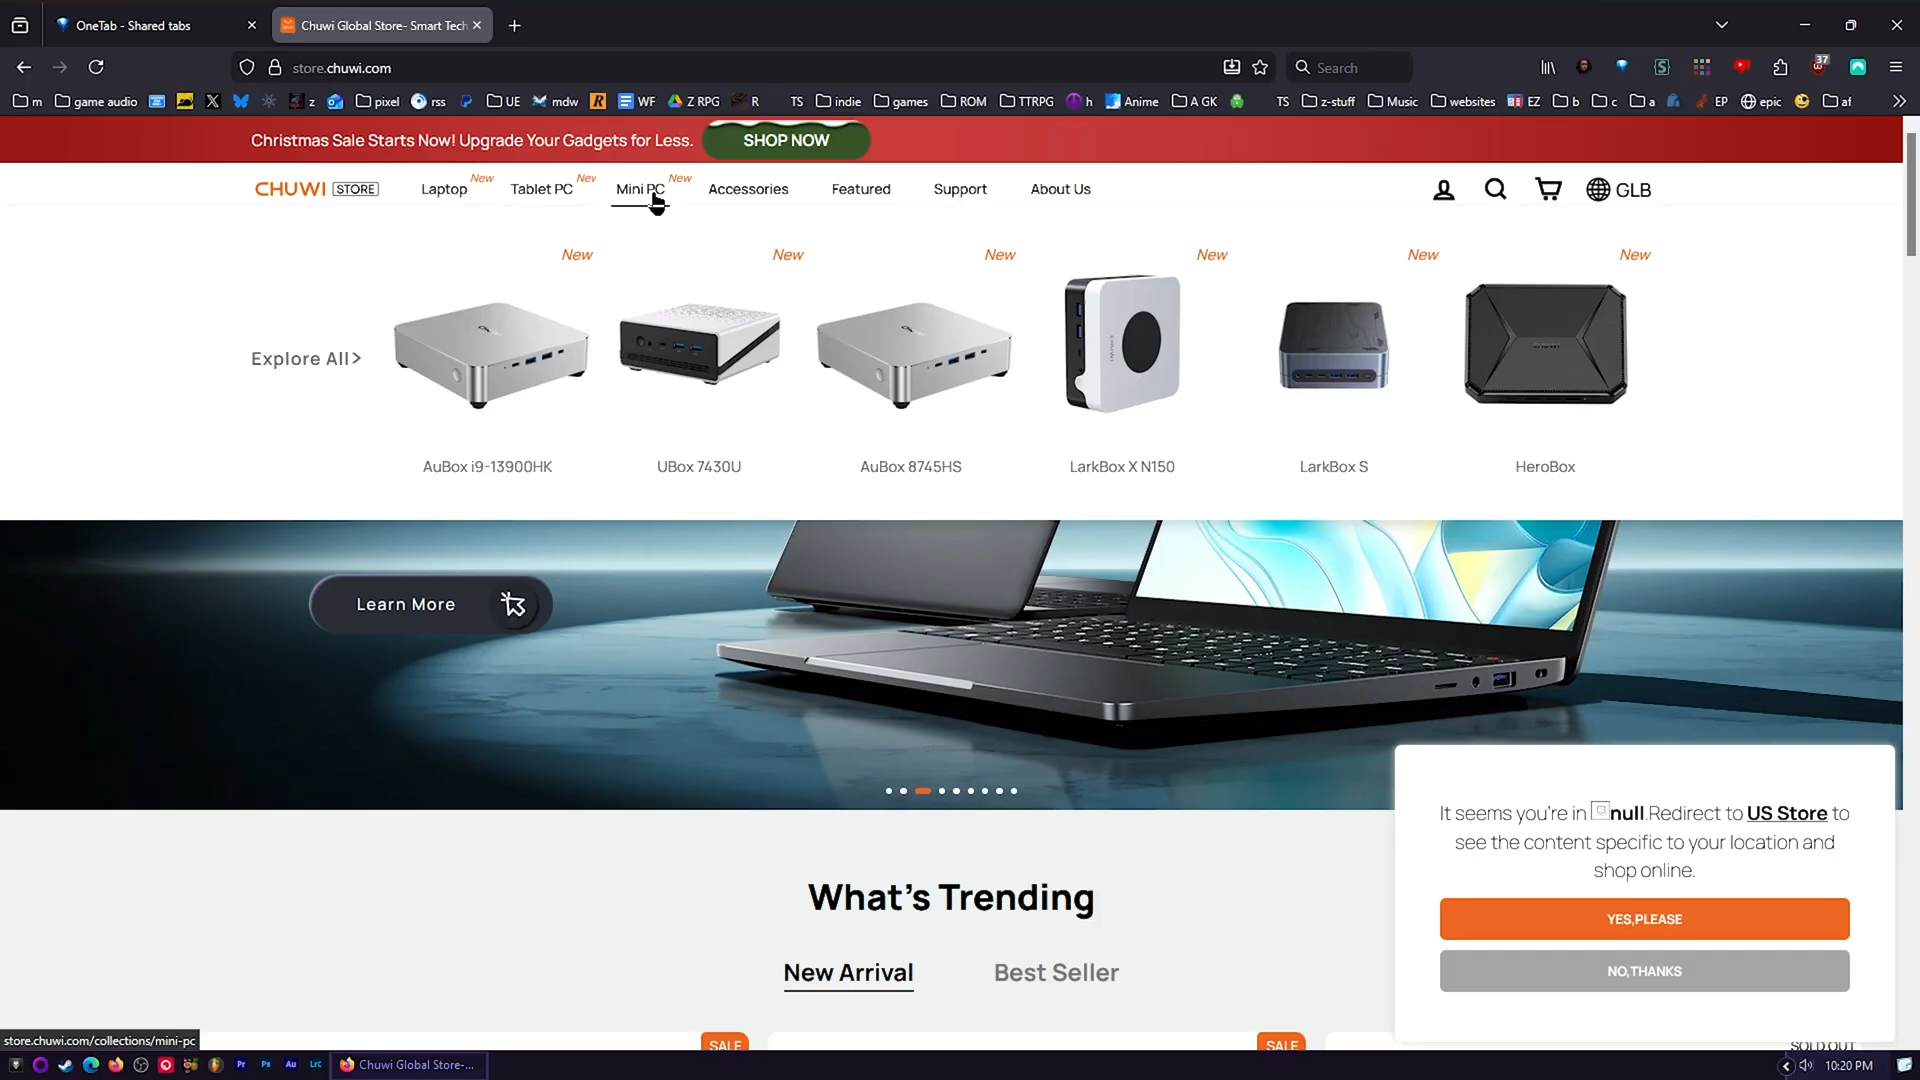 OneTab - Shared tabs
Chuwi Global Store- Smart Tech
store.chuwi.com
Search
37
m
game audio
z
pixel
rss
UE
mdw
WF
Z RPG
R
TS
indie
games
ROM
TTRPG
h
Anime
A GK
TS
z-stuff
Music
websites
EZ
b
c
a
EP
epic
af
Christmas Sale Starts Now! Upgrade Your Gadgets for Less.
SHOP NOW
CHUWI STORE
Laptop New
Tablet PC New
Mini PC New
Accessories
Featured
Support
About Us
GLB
New New New New New New
Explore All>
AuBox i9-13900HK
UBox 7430U
AuBox 8745HS
LarkBox X N150
LarkBox S
HeroBox
Learn More
It seems you're in null.Redirect to US Store to
see the content specific to your location and
shop online.
YES,PLEASE
NO,THANKS
What's Trending
New Arrival
Best Seller
SALE
SALE
SOLD OUT
store.chuwi.com/collections/mini-pc
Pr
Ps
Au
Lrc
Chuwi Global Store-...
10:20 PM